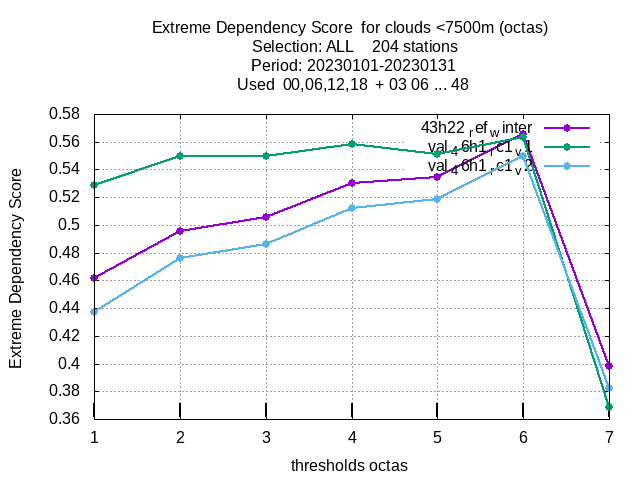 Extreme Dependency Score  for clouds <7500m (octas)
Selection: ALL    204 stations
Period: 20230101-20230131
Used  00,06,12,18  + 03 06 ... 48
43h22_ref_winter
val_46h1_rc1_v1
val_46h1_rc1_v2
Extreme Dependency Score
0.58
0.56
0.54
0.52
0.5
0.48
0.46
0.44
0.42
0.4
0.38
0.36
1 2 3 4 5 6 7
thresholds octas